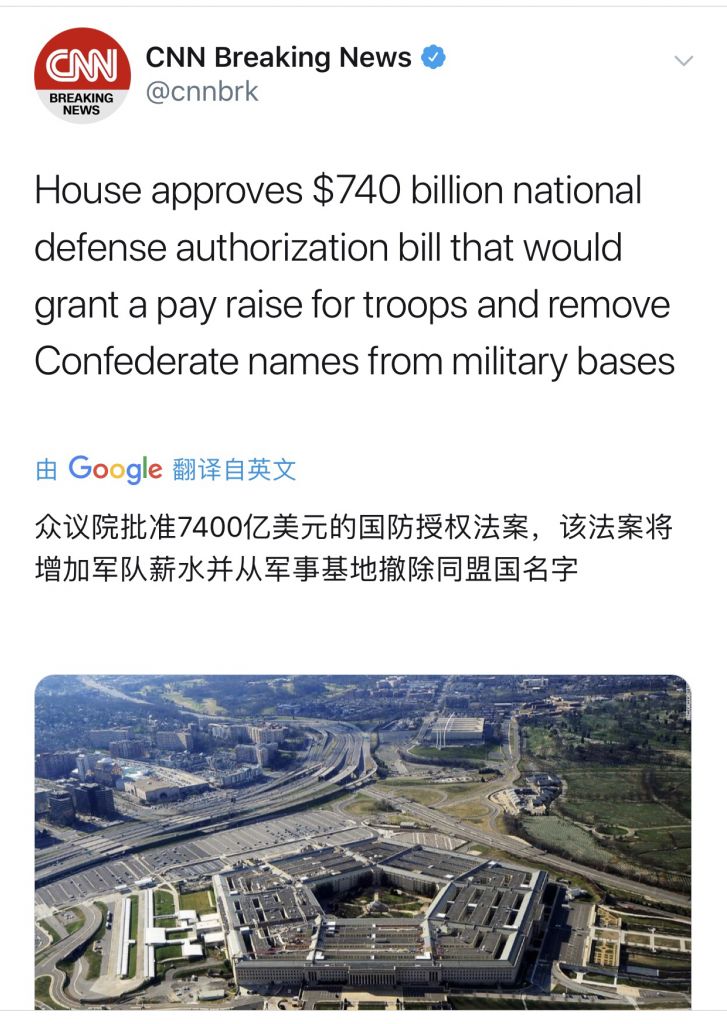 CNN
BREAKING
NEWS
CNN Breaking News
@cnnbrk
House approves $740 billion national
defense authorization bill that would
grant a pay raise for troops and remove
Confederate names from military bases
由 Google 翻译自英文
众议院批准7400亿美元的国防授权法案，该法案将
增加军队薪水并从军事基地撤除同盟国名字